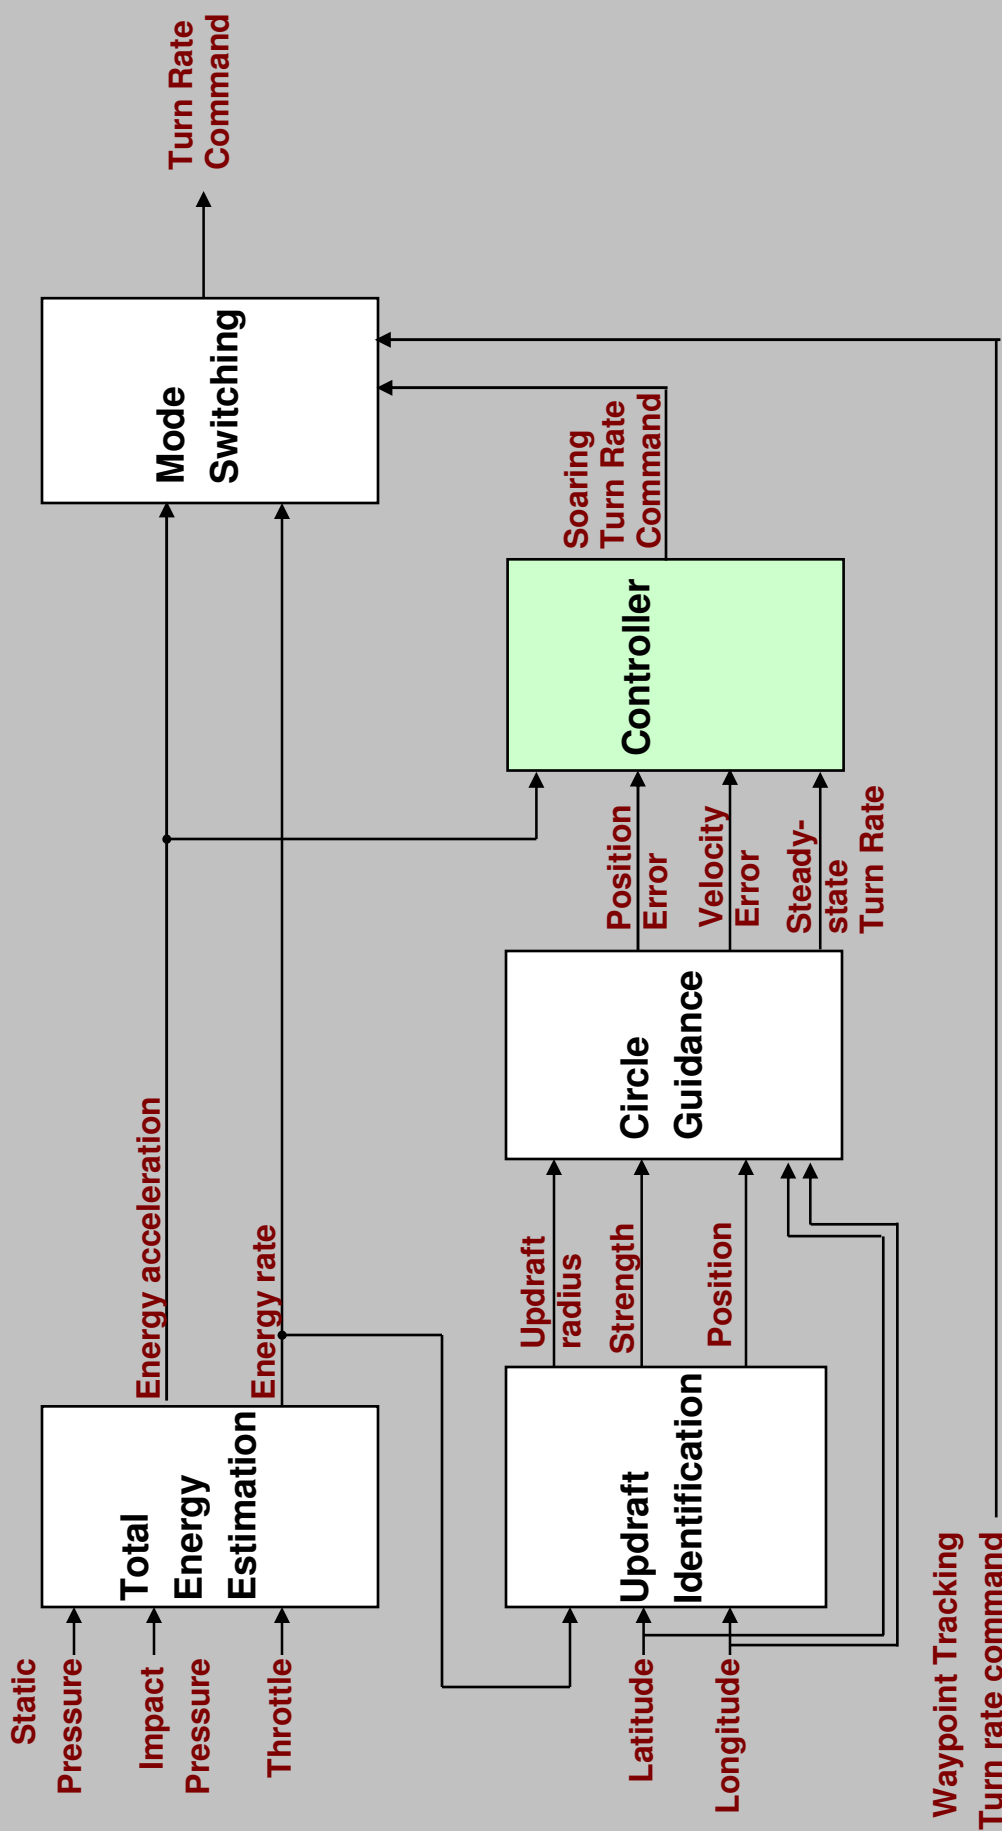 Static
Pressure
Impact
Pressure
Throttle
Total
Energy
Estimation
Energy acceleration
Energy rate
Mode
Switching
Turn Rate
Command
Latitude
Longitude
Updraft
Identification
Updraft
radius
Strength
Position
Circle
Guidance
Position
Error
Velocity
Error
Steady-
state
Turn Rate
Controller
Soaring
Turn Rate
Command
Waypoint Tracking
Turn rate command